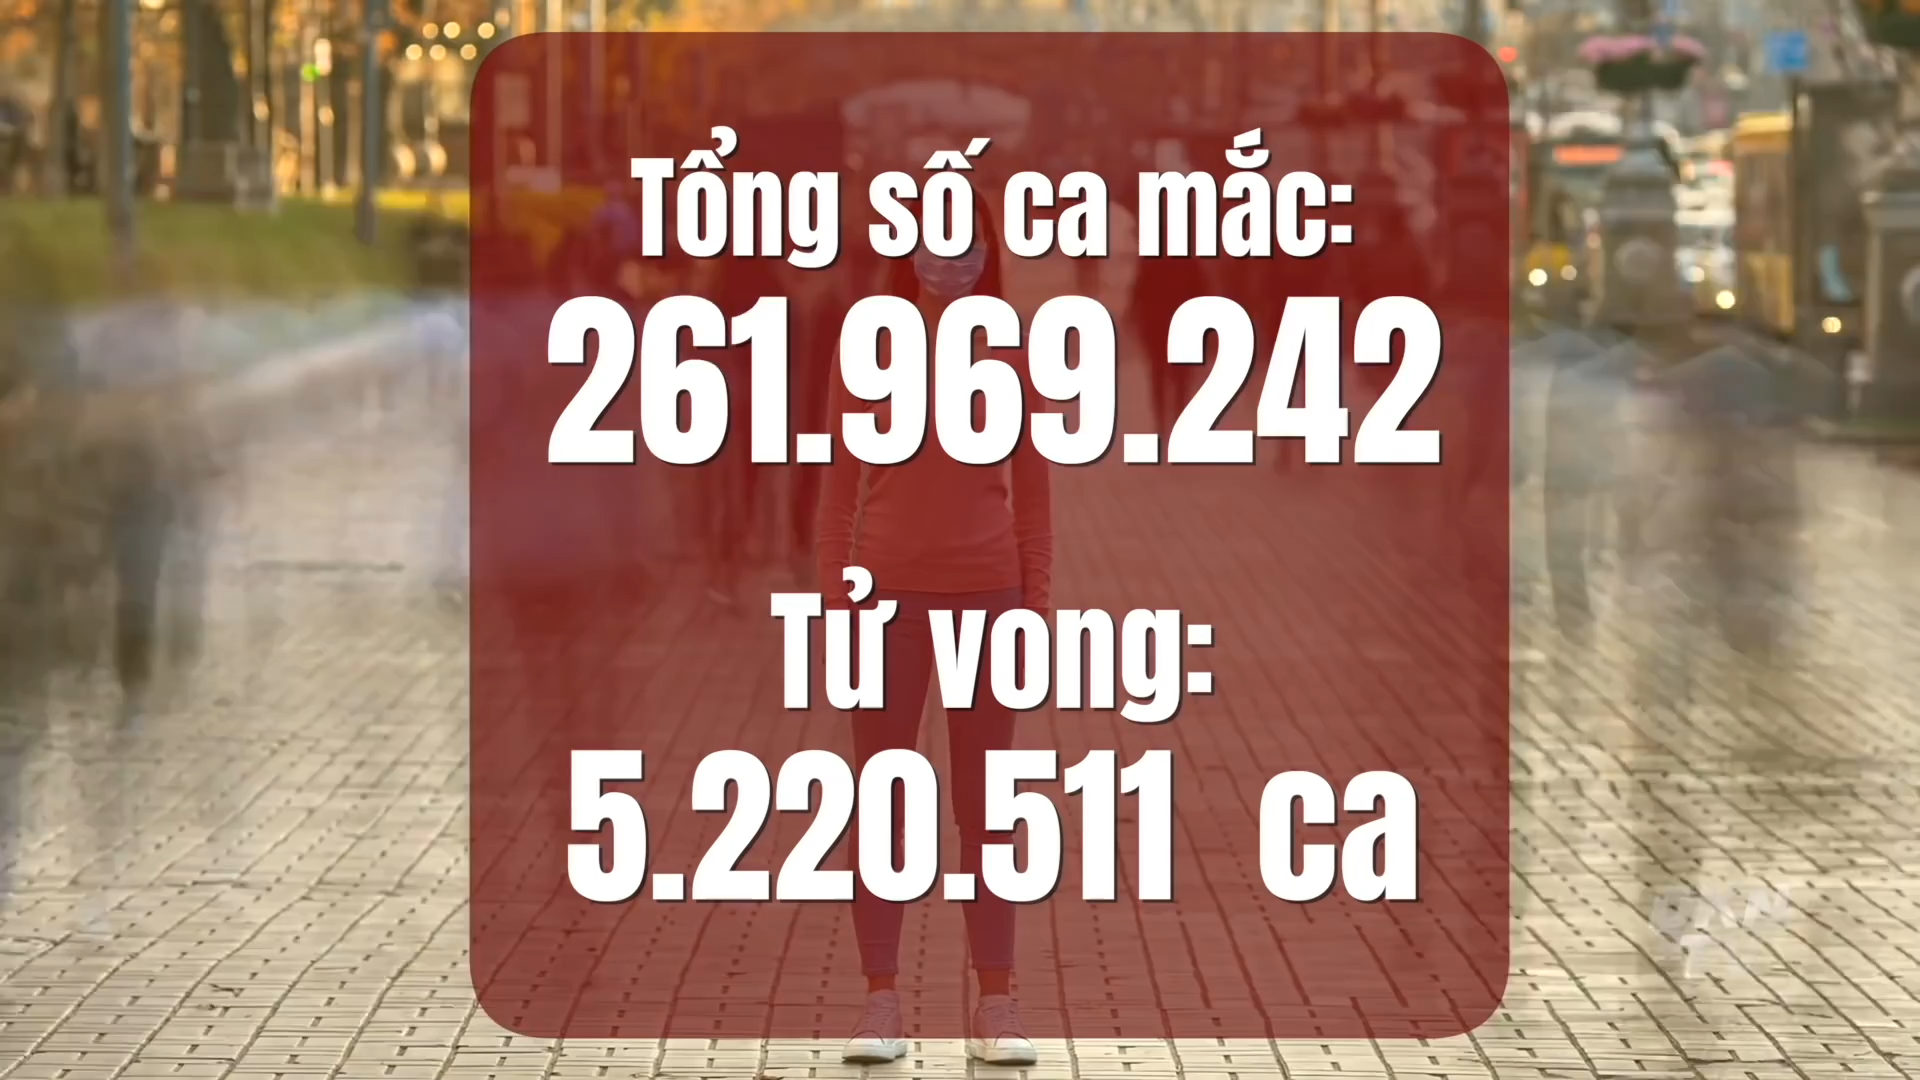 Tổng số ca mắc:
261.969.242
Tử vong:
5.220.511 ca